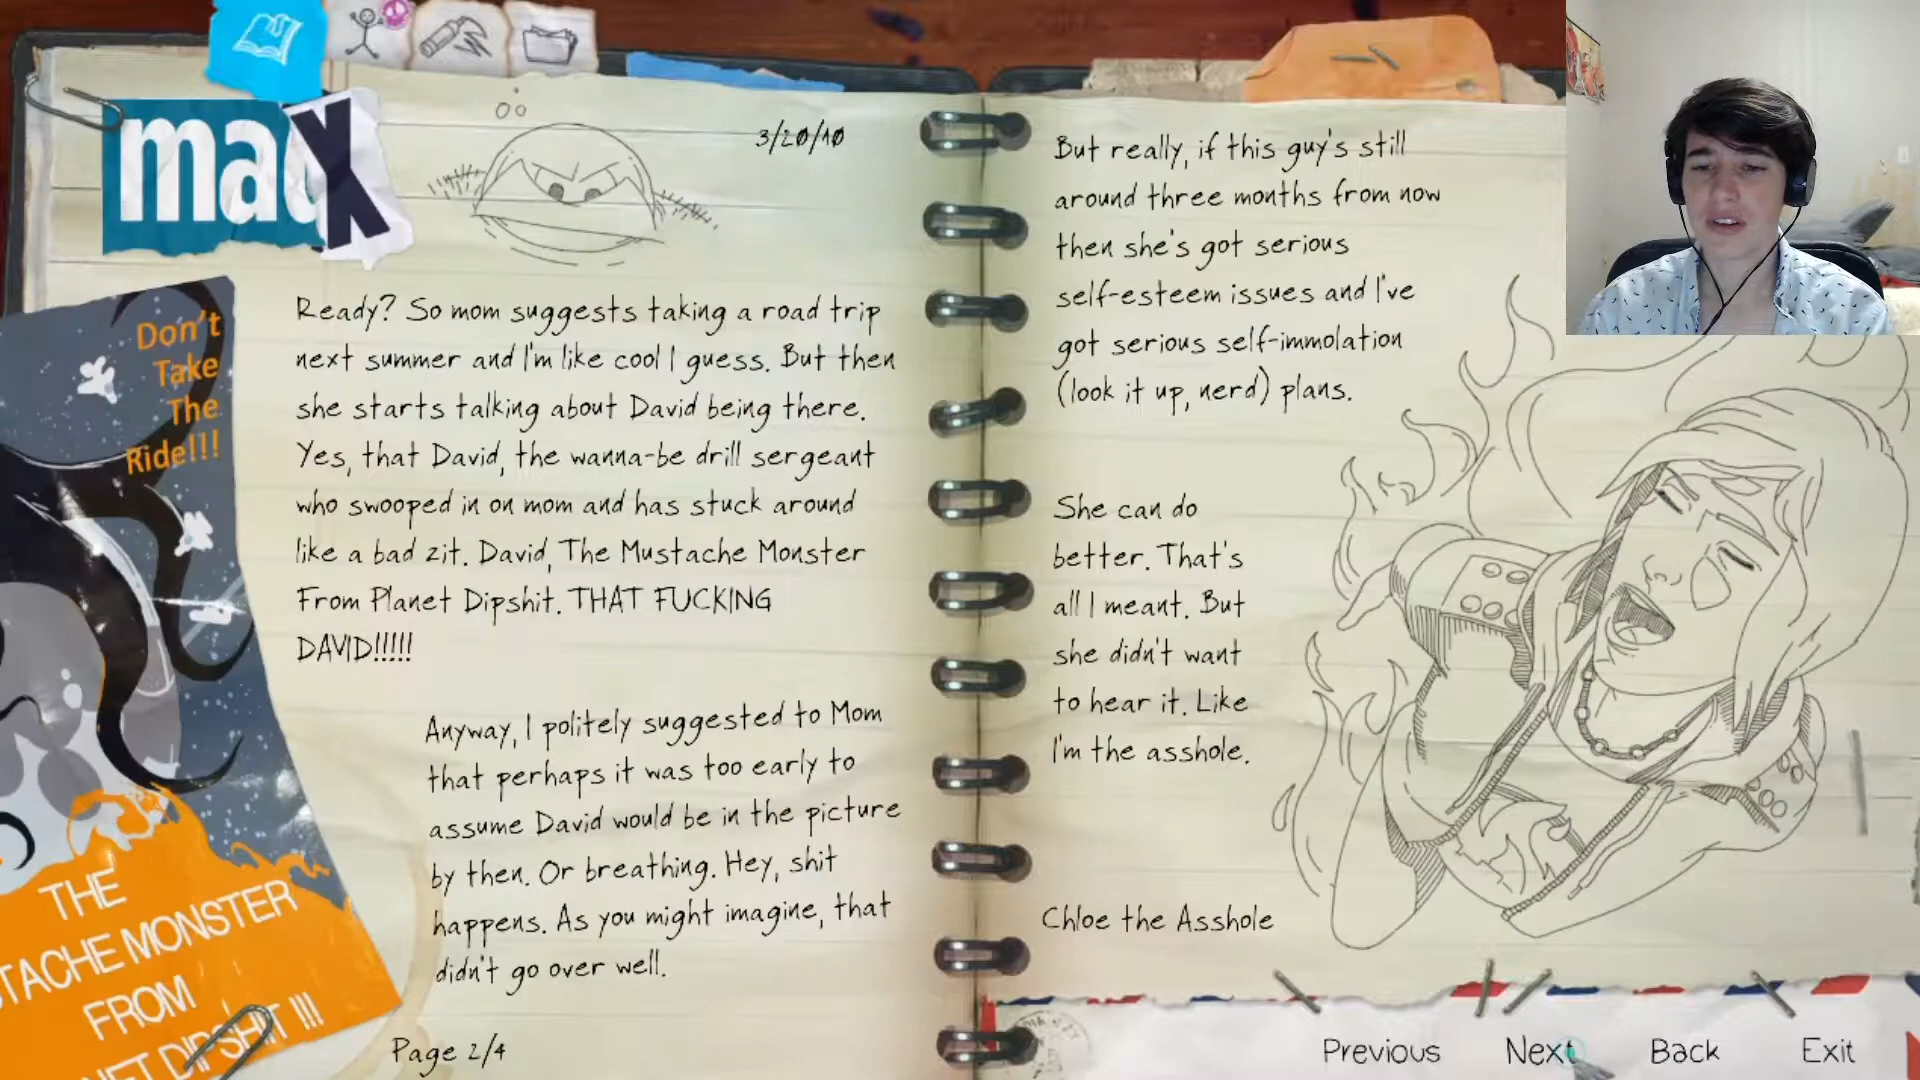 maX
3/20/10
Don't
Take
The
Ride!!!
Ready? So mom suggests taking a road trip
next summer and I'm like cool I guess. But then
she starts talking about David being there.
Yes, that David, the wanna-be drill sergeant
who swooped in on mom and has stuck around
like a bad zit. David, The Mustache Monster
From Planet Dipshit. THAT FUCKING
DAVID!!!!!
Anyway, I politely suggested to Mom
that perhaps it was too early to
assume David would be in the picture
by then. Or breathing. Hey, shit
happens. As you might imagine, that
didn't go over well.
THE
STACHE MONSTER
FROM
NET DIPSHIT !!!
Page 2/4
But really, if this guy's still
around three months from now
then she's got serious
self-esteem issues and I've
got serious self-immolation
(look it up, nerd) plans.
She can do
better. That's
all I meant. But
she didn't want
to hear it. Like
I'm the asshole.
Chloe the Asshole
Previous
Next
Back
Exit